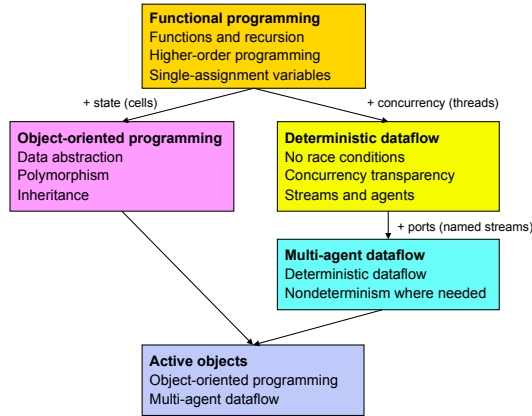 Functional programming
Functions and recursion
Higher-order programming
Single-assignment variables
+ state (cells)
+ concurrency (threads)
Object-oriented programming
Data abstraction
Polymorphism
Inheritance
Deterministic dataflow
No race conditions
Concurrency transparency
Streams and agents
+ ports (named streams)
Multi-agent dataflow
Deterministic dataflow
Nondeterminism where needed
Active objects
Object-oriented programming
Multi-agent dataflow